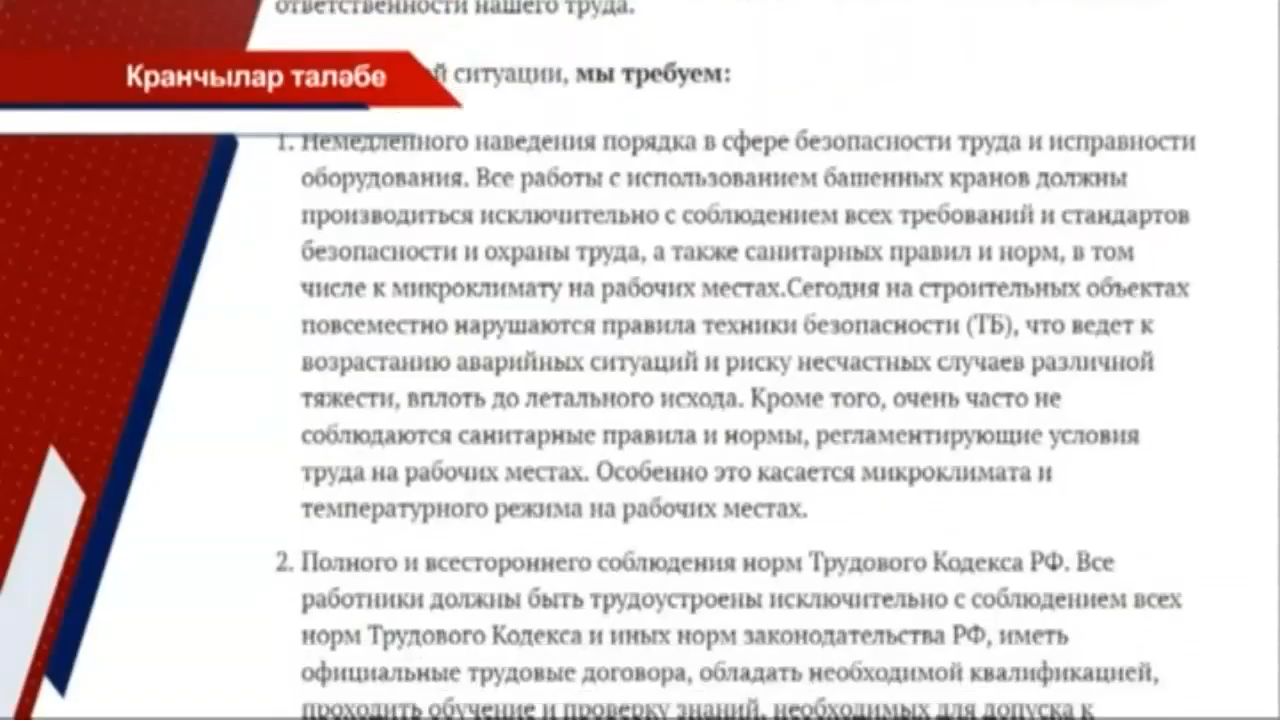 ответственности нашего труда.
Кранчылар таләбе
й ситуации, мы требуем:
1. Немедленного наведения порядка в сфере безопасности труда и исправности
оборудования. Все работы с использованием башенных кранов должны
производиться исключительно с соблюдением всех требований и стандартов
безопасности и охраны труда, а также санитарных правил и норм, в том
числе к микроклимату на рабочих местах.Сегодня на строительных объектах
повсеместно нарушаются правила техники безопасности (ТБ), что ведет к
возрастанию аварийных ситуаций и риску несчастных случаев различной
тяжести, вплоть до летального исхода. Кроме того, очень часто не
соблюдаются санитарные правила и нормы, регламентирующие условия
труда на рабочих местах. Особенно это касается микроклимата и
температурного режима на рабочих местах.
2. Полного и всестороннего соблюдения норм Трудового Кодекса РФ. Все
работники должны быть трудоустроены исключительно с соблюдением всех
норм Трудового Кодекса и иных норм законодательства РФ, иметь
официальные трудовые договора, обладать необходимой квалификацией,
проходить обучение и проверку знаний, необходимых для допуска к